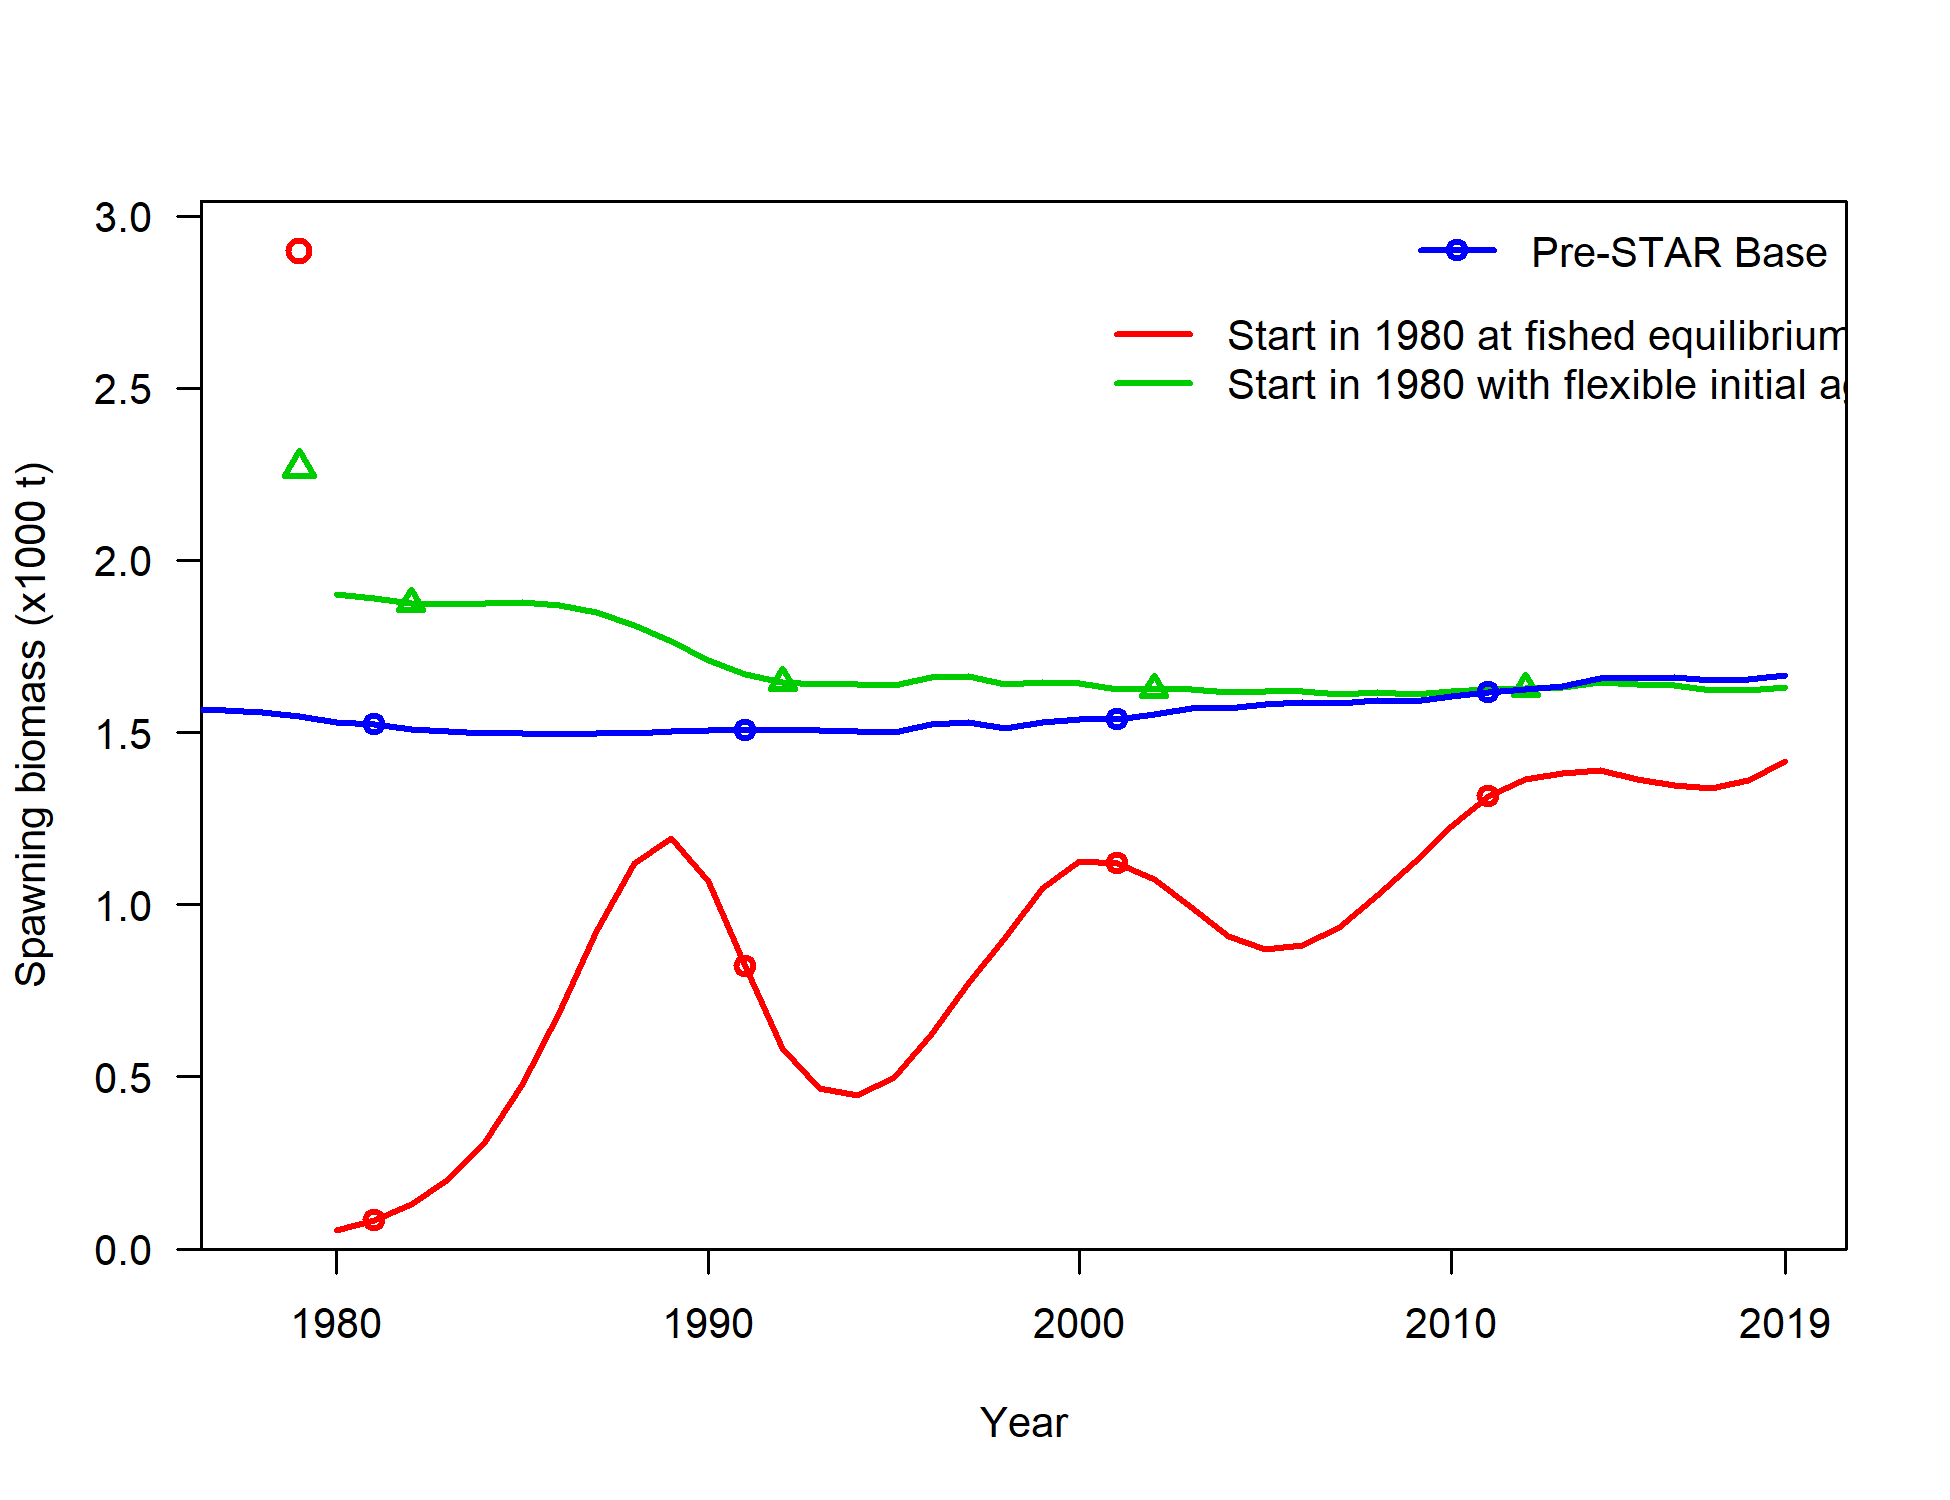 3.0
2.5
2.0
1.5
1.0
0.5
0.0
Spawning biomass (x1000 t)
Pre-STAR Base
Start in 1980 at fished equilibrium
Start in 1980 with flexible initial
1980 1990 2000 2010 2019
Year